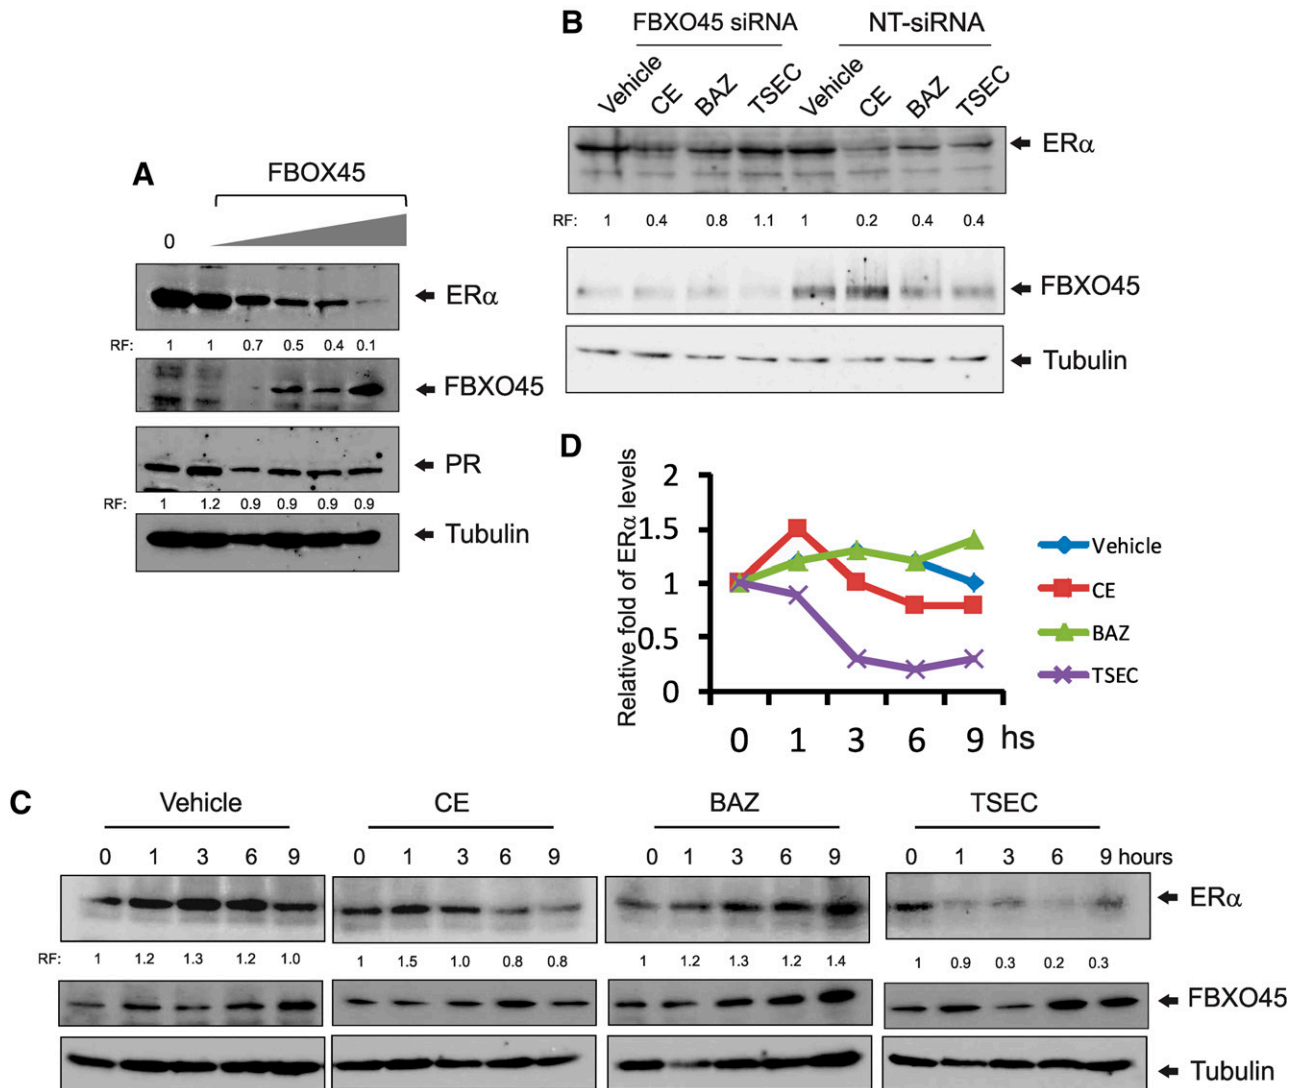 A
FBOX45
0
ERα
RF: 1 1 0.7 0.5 0.4 0.1
FBXO45
PR
RF: 1 1.2 0.9 0.9 0.9 0.9
Tubulin
B
FBXO45 siRNA NT-siRNA
Vehicle CE BAZ TSEC Vehicle CE BAZ TSEC
ERα
RF: 1 0.4 0.8 1.1 1 0.2 0.4 0.4
FBXO45
Tubulin
D
Relative fold of ERα levels
2
1.5
1
0.5
0
0 1 3 6 9 hs
Vehicle
CE
BAZ
TSEC
C
Vehicle CE BAZ TSEC
0 1 3 6 9 0 1 3 6 9 0 1 3 6 9 0 1 3 6 9 hours
ERα
RF: 1 1.2 1.3 1.2 1.0 1 1.5 1.0 0.8 0.8 1 1.2 1.3 1.2 1.4 1 0.9 0.3 0.2 0.3
FBXO45
Tubulin